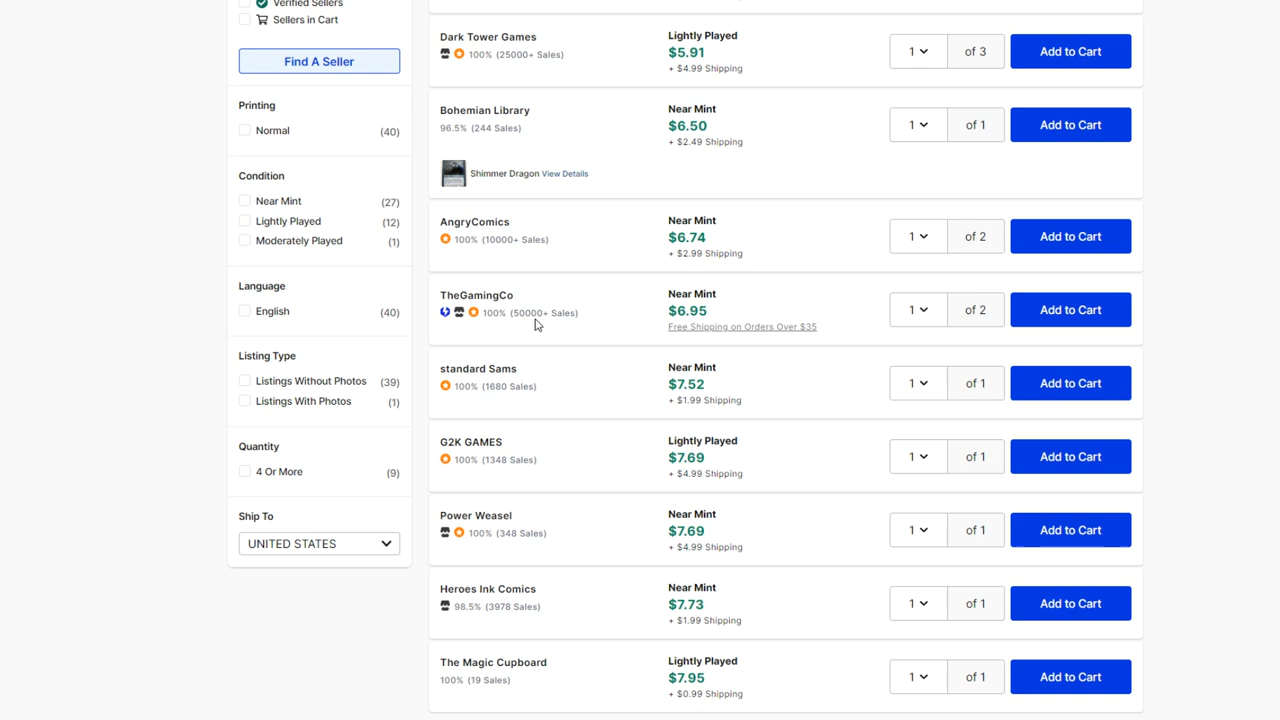 Verified Sellers
Sellers in Cart
Find A Seller
Printing
Normal (40)
Condition
Near Mint (27)
Lightly Played (12)
Moderately Played (1)
Language
English (40)
Listing Type
Listings Without Photos (39)
Listings With Photos (1)
Quantity
4 Or More (9)
Ship To
UNITED STATES
Dark Tower Games
100% (25000+ Sales)
Lightly Played
$5.91
+ $4.99 Shipping
1 of 3 Add to Cart
Bohemian Library
96.5% (244 Sales)
Near Mint
$6.50
+ $2.49 Shipping
1 of 1 Add to Cart
Shimmer Dragon View Details
AngryComics
100% (10000+ Sales)
Near Mint
$6.74
+ $2.99 Shipping
1 of 2 Add to Cart
TheGamingCo
100% (50000+ Sales)
Near Mint
$6.95
Free Shipping on Orders Over $35
1 of 2 Add to Cart
standard Sams
100% (1680 Sales)
Near Mint
$7.52
+ $1.99 Shipping
1 of 1 Add to Cart
G2K GAMES
100% (1348 Sales)
Lightly Played
$7.69
+ $4.99 Shipping
1 of 1 Add to Cart
Power Weasel
100% (348 Sales)
Near Mint
$7.69
+ $4.99 Shipping
1 of 1 Add to Cart
Heroes Ink Comics
98.5% (3978 Sales)
Near Mint
$7.73
+ $1.99 Shipping
1 of 1 Add to Cart
The Magic Cupboard
100% (19 Sales)
Lightly Played
$7.95
+ $0.99 Shipping
1 of 1 Add to Cart